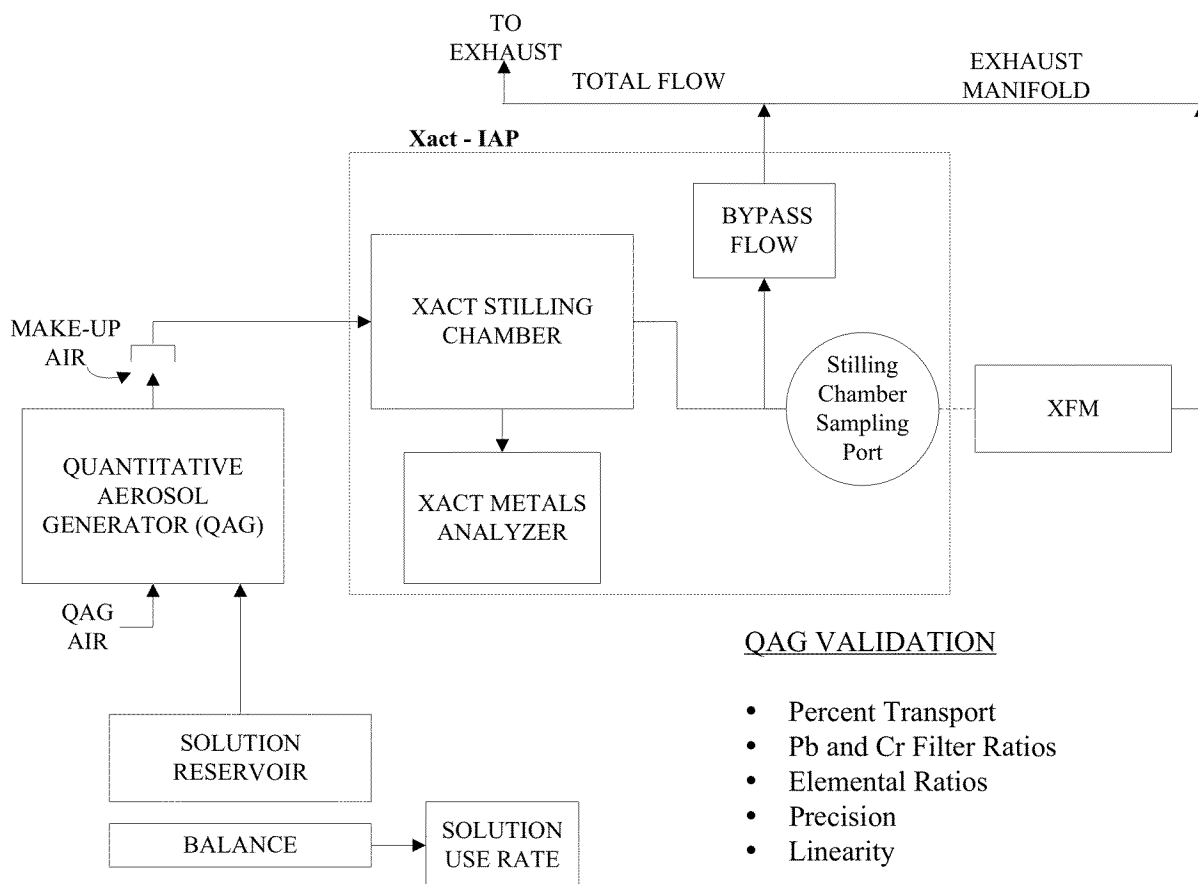 TO
EXHAUST
TOTAL FLOW
EXHAUST
MANIFOLD
Xact - IAP
BYPASS
FLOW
XACT STILLING
CHAMBER
MAKE-UP
AIR
Stilling
Chamber
Sampling
Port
XFM
QUANTITATIVE
AEROSOL
GENERATOR (QAG)
XACT METALS
ANALYZER
QAG
AIR
QAG VALIDATION
• Percent Transport
• Pb and Cr Filter Ratios
• Elemental Ratios
• Precision
• Linearity
SOLUTION
RESERVOIR
BALANCE
SOLUTION
USE RATE